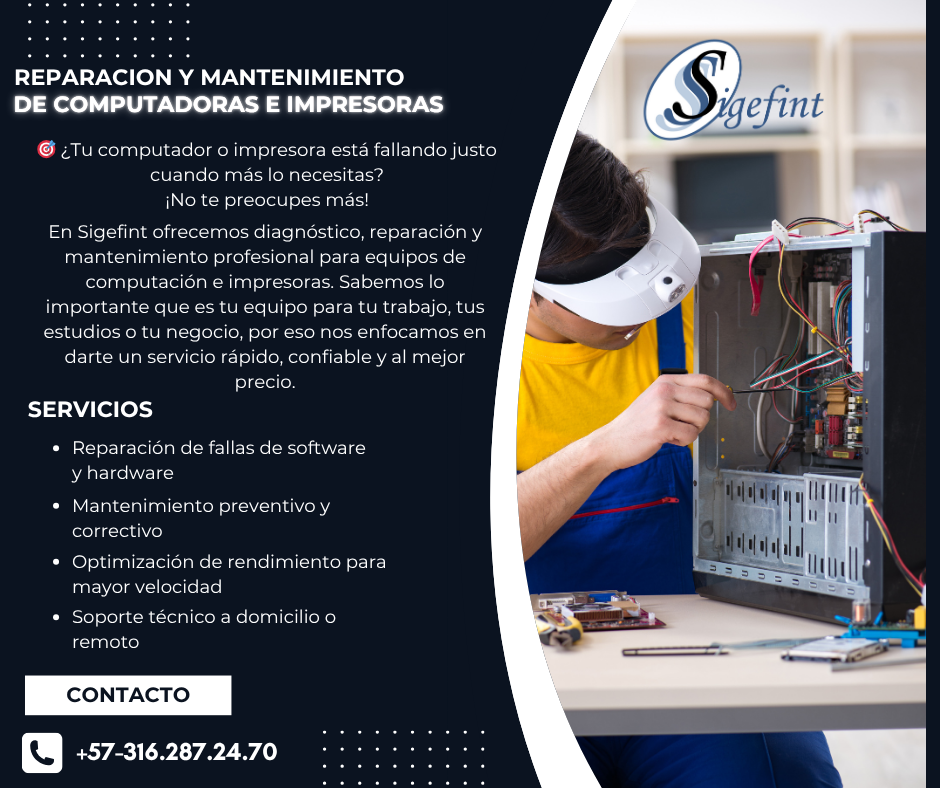 REPARACION Y MANTENIMIENTO
DE COMPUTADORAS E IMPRESORAS
🎯 ¿Tu computador o impresora está fallando justo
cuando más lo necesitas?
¡No te preocupes más!
En Sigefint ofrecemos diagnóstico, reparación y
mantenimiento profesional para equipos de
computación e impresoras. Sabemos lo
importante que es tu equipo para tu trabajo, tus
estudios o tu negocio, por eso nos enfocamos en
darte un servicio rápido, confiable y al mejor
precio.
SERVICIOS
• Reparación de fallas de software
y hardware
• Mantenimiento preventivo y
correctivo
• Optimización de rendimiento para
mayor velocidad
• Soporte técnico a domicilio o
remoto
CONTACTO
+57-316.287.24.70
Sigefint